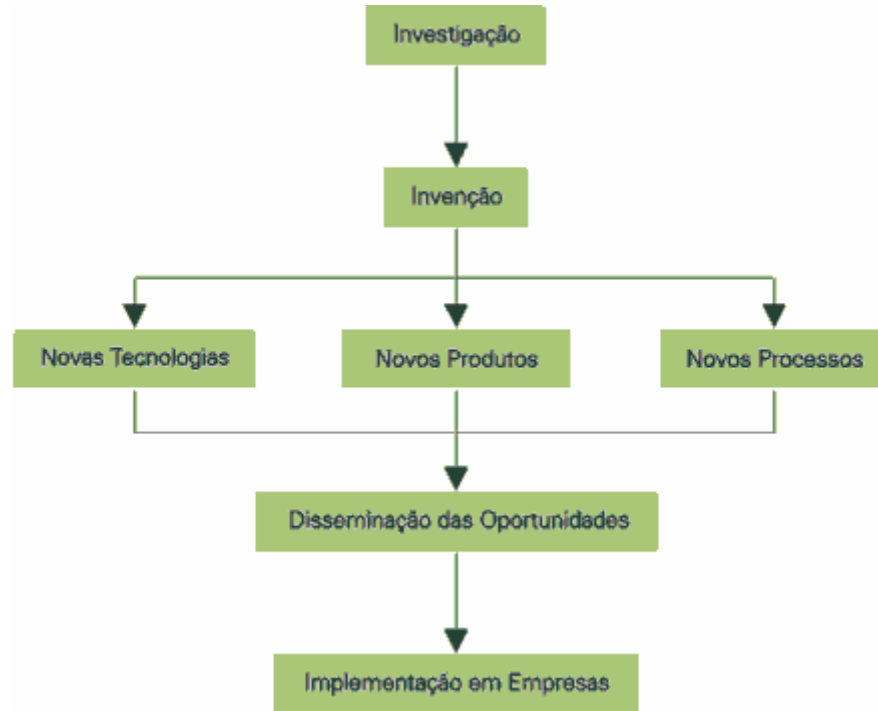 Investigação
Invenção
Novas Tecnologias
Novos Produtos
Novos Processos
Disseminação das Oportunidades
Implementação em Empresas